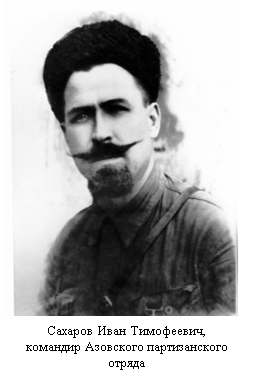 Сахаров Иван Тимофеевич,
командир Азовского партизанского
отряда